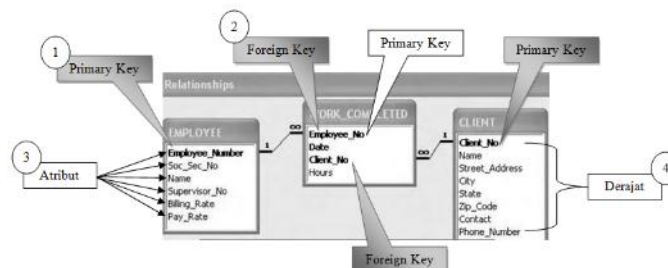 1
Primary Key
2
Foreign Key
Primary Key
Primary Key
Relationships
EMPLOYEE
Employee_Number
Soc_Sec_No
Name
Supervisor_No
Billing_Rate
Pay_Rate
1
∞
WORK_COMPLETED
Employee_No
Date
Client_No
Hours
∞
1
CLIENT
Client_No
Name
Street_Address
City
State
Zip_Code
Contact
Phone_Number
3
Atribut
4
Derajat
Foreign Key